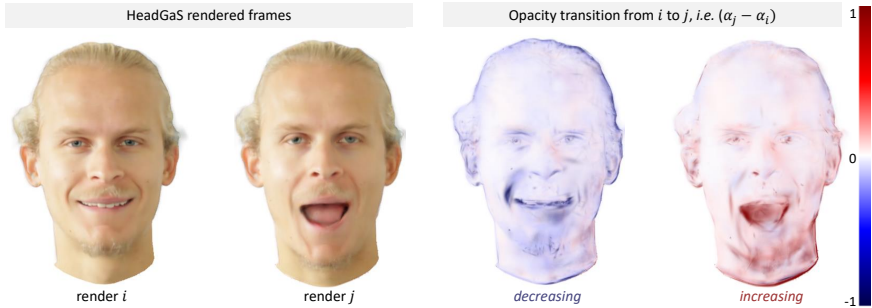 HeadGaS rendered frames
Opacity transition from i to j, i.e. (αj − αi)
1
0
-1
render i
render j
decreasing
increasing